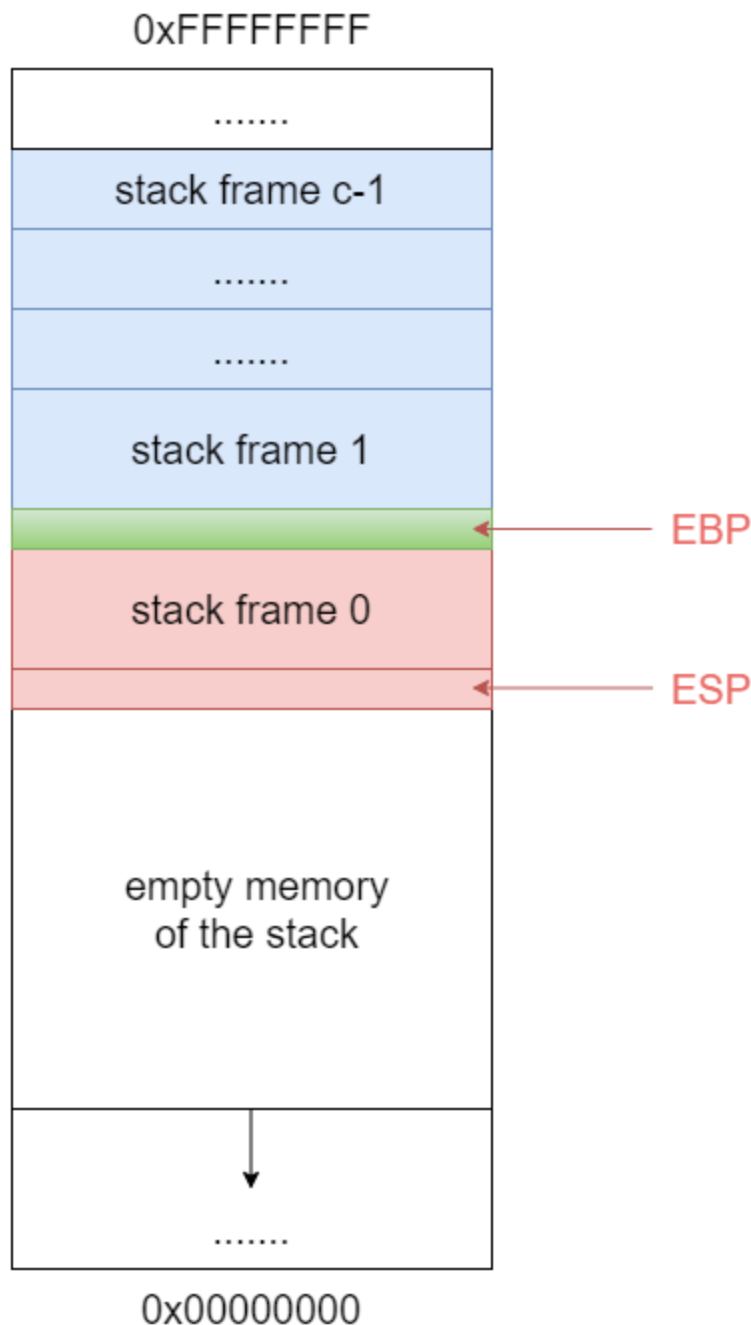 0xFFFFFFFF
.......
stack frame c-1
.......
.......
stack frame 1
EBP
stack frame 0
ESP
empty memory
of the stack
.......
0x00000000